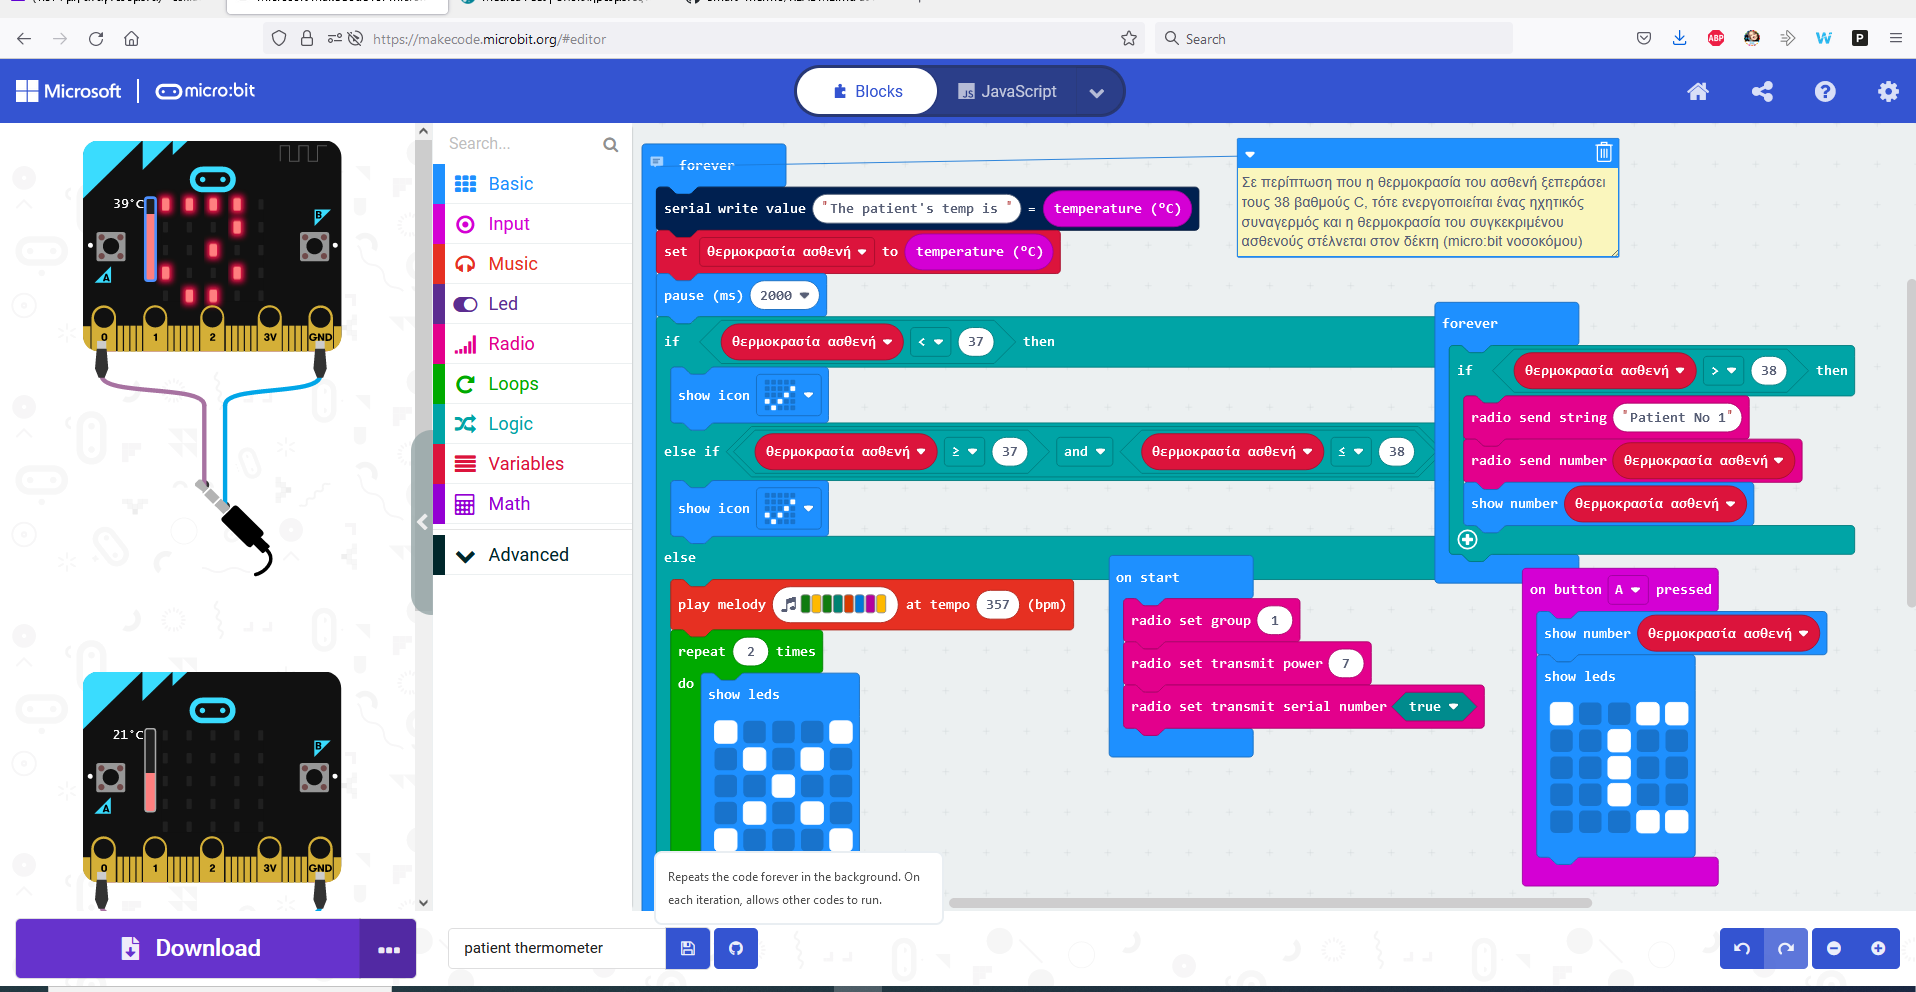 https://makecode.microbit.org/#editor
Search
Microsoft
micro:bit
Blocks
JS JavaScript
39°C
B
A
0 1 2 3V GND
21°C
B
A
0 1 2 3V GND
Download
Search...
Basic
Input
Music
Led
Radio
Loops
Logic
Variables
Math
Advanced
forever
serial write value "The patient's temp is " = temperature (°C)
set θερμοκρασία ασθενή to temperature (°C)
pause (ms) 2000
if θερμοκρασία ασθενή < 37 then
show icon
else if θερμοκρασία ασθενή ≥ 37 and θερμοκρασία ασθενή ≤ 38
show icon
else
play melody at tempo 357 (bpm)
repeat 2 times
do show leds
Repeats the code forever in the background. On
each iteration, allows other codes to run.
Σε περίπτωση που η θερμοκρασία του ασθενή ξεπεράσει
τους 38 βαθμούς C, τότε ενεργοποιείται ένας ηχητικός
συναγερμός και η θερμοκρασία του συγκεκριμένου
ασθενούς στέλνεται στον δέκτη (micro:bit νοσοκόμου)
forever
if θερμοκρασία ασθενή > 38 then
radio send string "Patient No 1"
radio send number θερμοκρασία ασθενή
show number θερμοκρασία ασθενή
on start
radio set group 1
radio set transmit power 7
radio set transmit serial number true
on button A pressed
show number θερμοκρασία ασθενή
show leds
patient thermometer
ABP
W
P